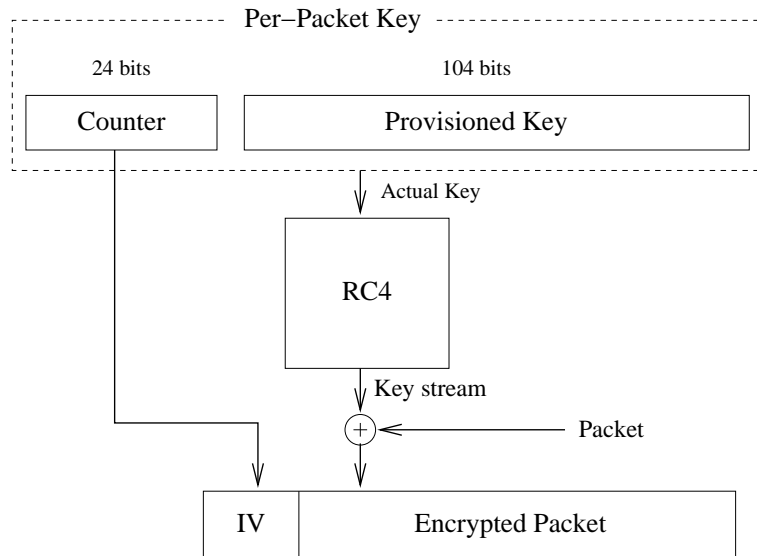 Per–Packet Key
24 bits
104 bits
Counter
Provisioned Key
Actual Key
RC4
Key stream
+
Packet
IV
Encrypted Packet